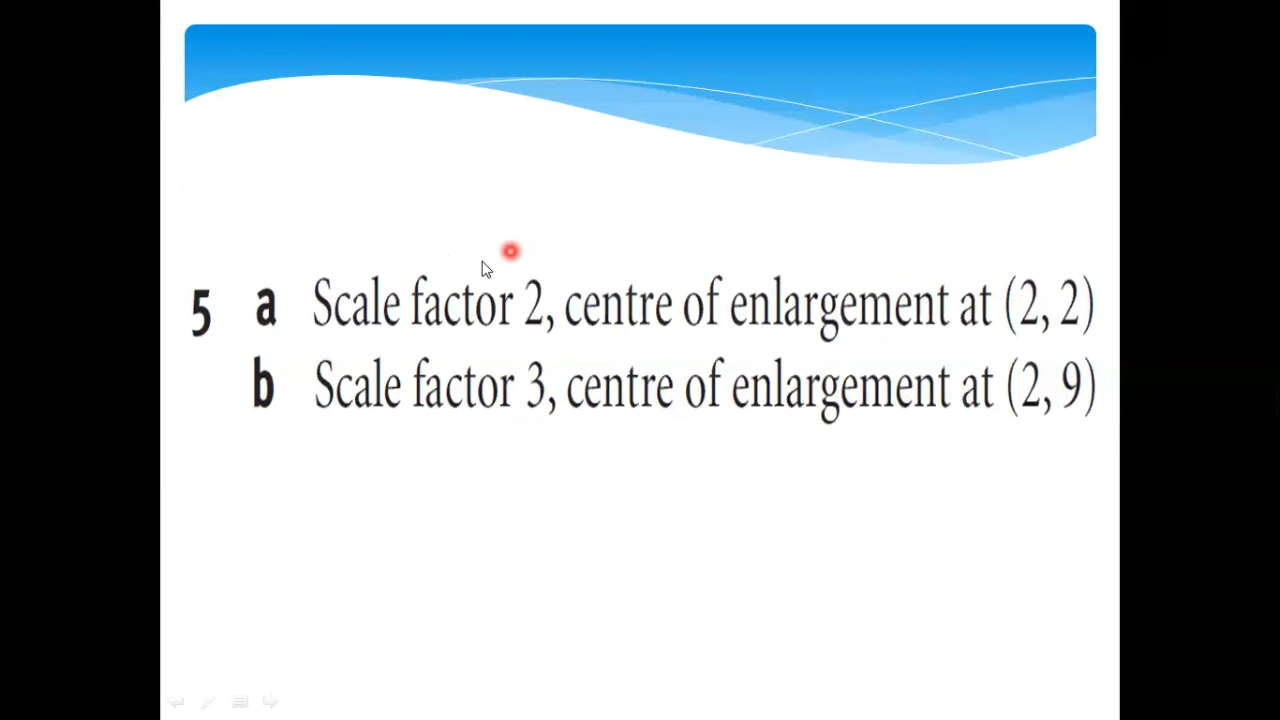 5 a Scale factor 2, centre of enlargement at (2, 2)
b Scale factor 3, centre of enlargement at (2, 9)